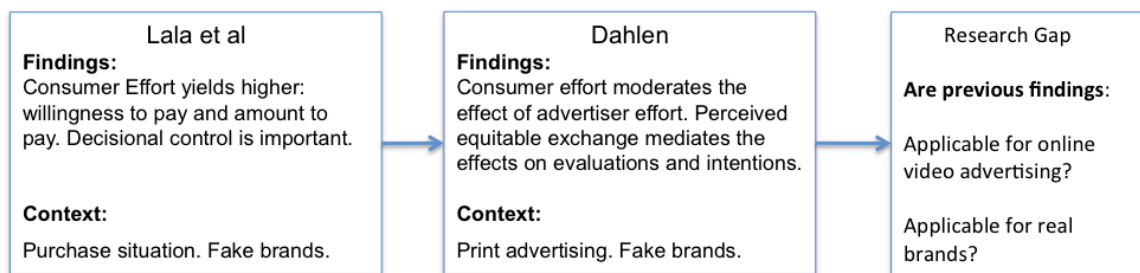 Lala et al
Findings:
Consumer Effort yields higher:
willingness to pay and amount to
pay. Decisional control is important.
Context:
Purchase situation. Fake brands.
Dahlen
Findings:
Consumer effort moderates the
effect of advertiser effort. Perceived
equitable exchange mediates the
effects on evaluations and intentions.
Context:
Print advertising. Fake brands.
Research Gap
Are previous findings:
Applicable for online
video advertising?
Applicable for real
brands?